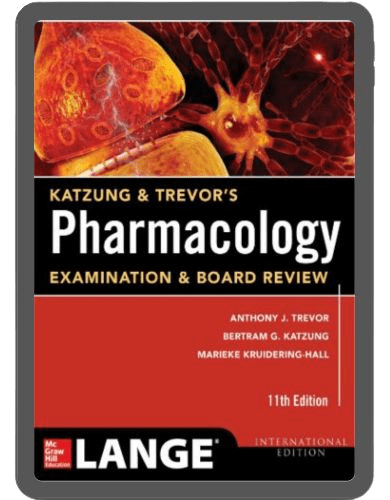 KATZUNG & TREVOR'S
Pharmacology
EXAMINATION & BOARD REVIEW
ANTHONY J. TREVOR
BERTRAM G. KATZUNG
MARIEKE KRUIDERING-HALL
11th Edition
Mc
Graw
Hill
Education
LANGE®
INTERNATIONAL
EDITION